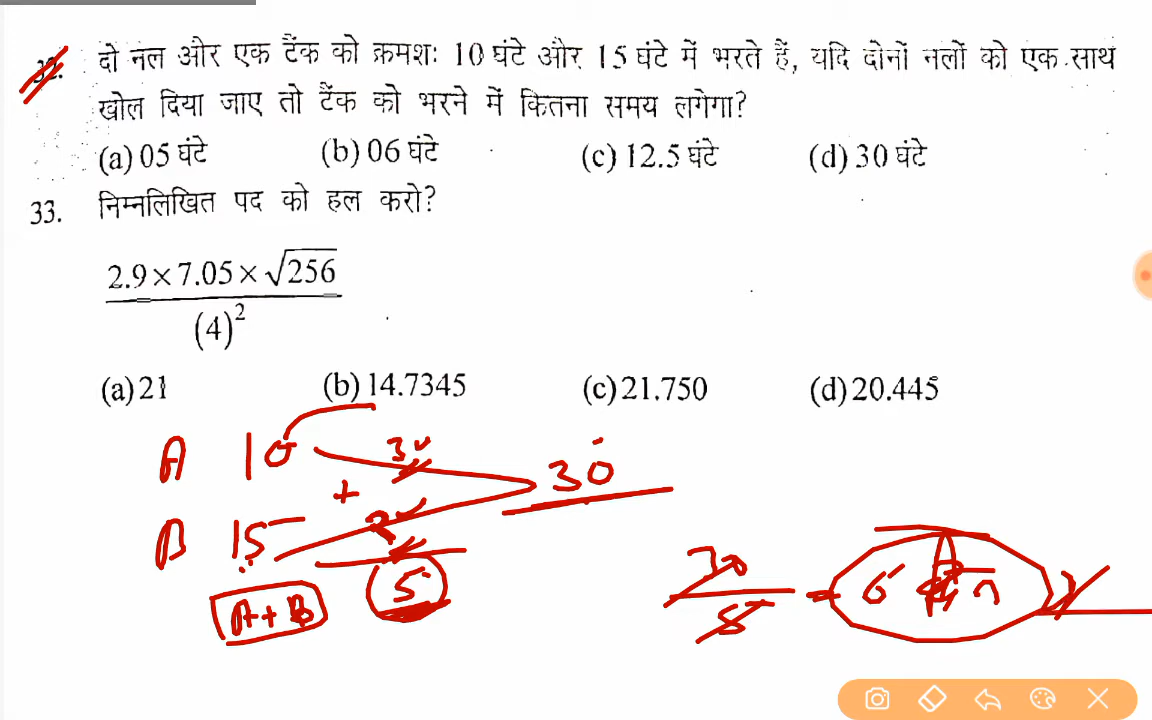 32. दो नल और एक टैंक को क्रमशः 10 घंटे और 15 घंटे में भरते हैं, यदि दोनों नलों को एक साथ
खोल दिया जाए तो टैंक को भरने में कितना समय लगेगा?
(a) 05 घंटे (b) 06 घंटे (c) 12.5 घंटे (d) 30 घंटे
33. निम्नलिखित पद को हल करो?
2.9 × 7.05 × √256
(4)²
(a) 21 (b) 14.7345 (c) 21.750 (d) 20.445
A 10 3 30
+
B 15 2
A + B 5
30
5 = 6